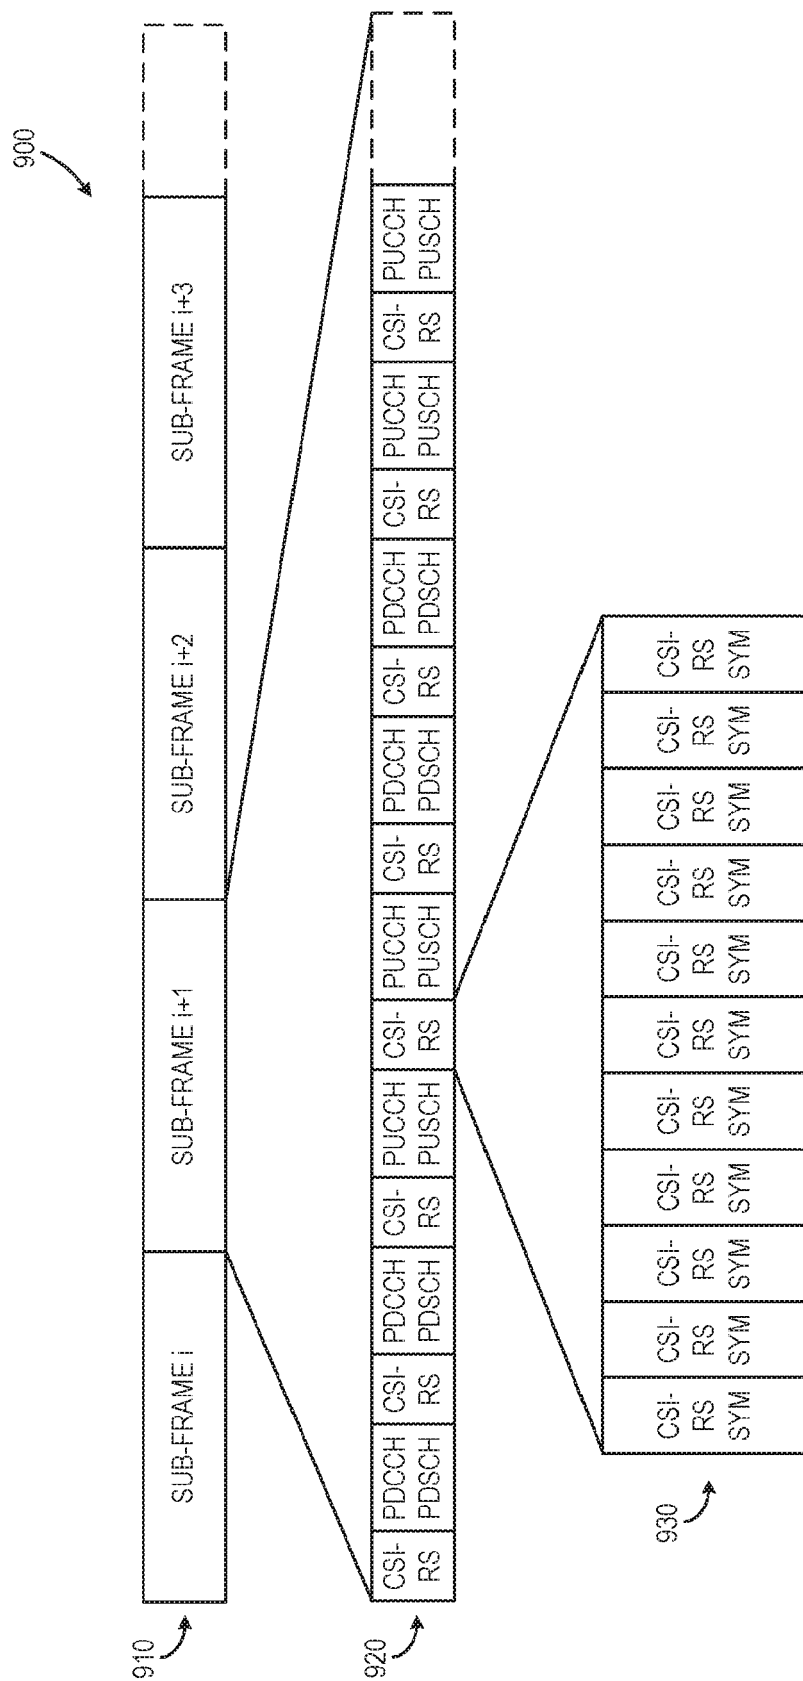 900
910
SUB-FRAME i
SUB-FRAME i+1
SUB-FRAME i+2
SUB-FRAME i+3
920
CSI-
RS
PDCCH
PDSCH
CSI-
RS
PDCCH
PDSCH
CSI-
RS
PUCCH
PUSCH
CSI-
RS
PUCCH
PUSCH
CSI-
RS
PDCCH
PDSCH
CSI-
RS
PDCCH
PDSCH
CSI-
RS
PUCCH
PUSCH
CSI-
RS
PUCCH
PUSCH
930
CSI-
RS
SYM
CSI-
RS
SYM
CSI-
RS
SYM
CSI-
RS
SYM
CSI-
RS
SYM
CSI-
RS
SYM
CSI-
RS
SYM
CSI-
RS
SYM
CSI-
RS
SYM
CSI-
RS
SYM
CSI-
RS
SYM